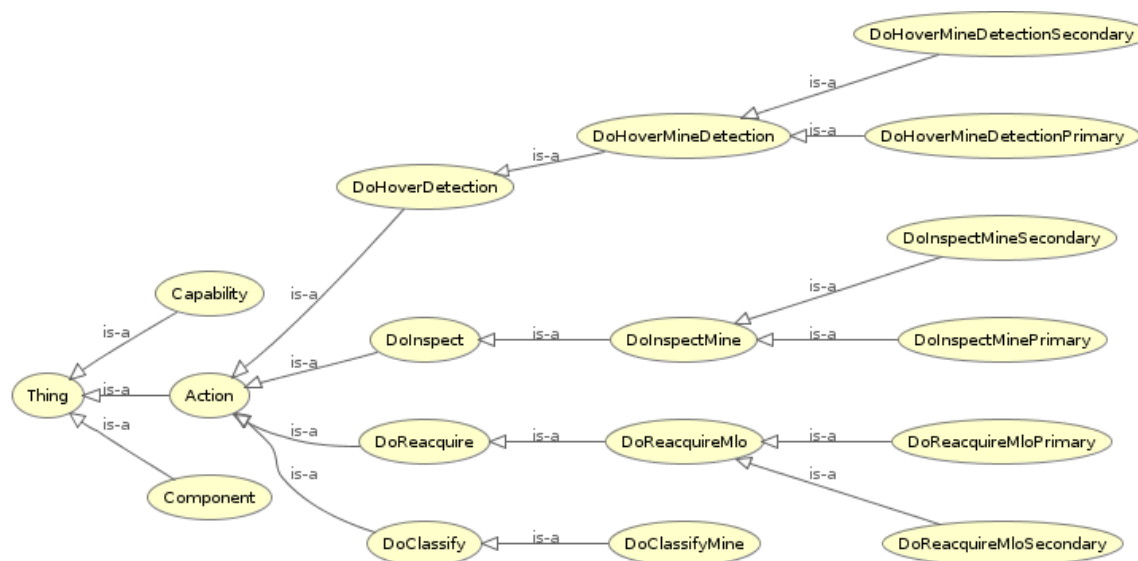 DoHoverMineDetectionSecondary
is-a
DoHoverMineDetection
is-a
DoHoverMineDetectionPrimary
is-a
DoHoverDetection
DoInspectMineSecondary
is-a
Capability
is-a
is-a
DoInspect
is-a
DoInspectMine
is-a
DoInspectMinePrimary
is-a
Thing
is-a
Action
is-a
is-a
DoReacquire
is-a
DoReacquireMlo
is-a
DoReacquireMloPrimary
is-a
is-a
Component
DoClassify
is-a
DoClassifyMine
DoReacquireMloSecondary